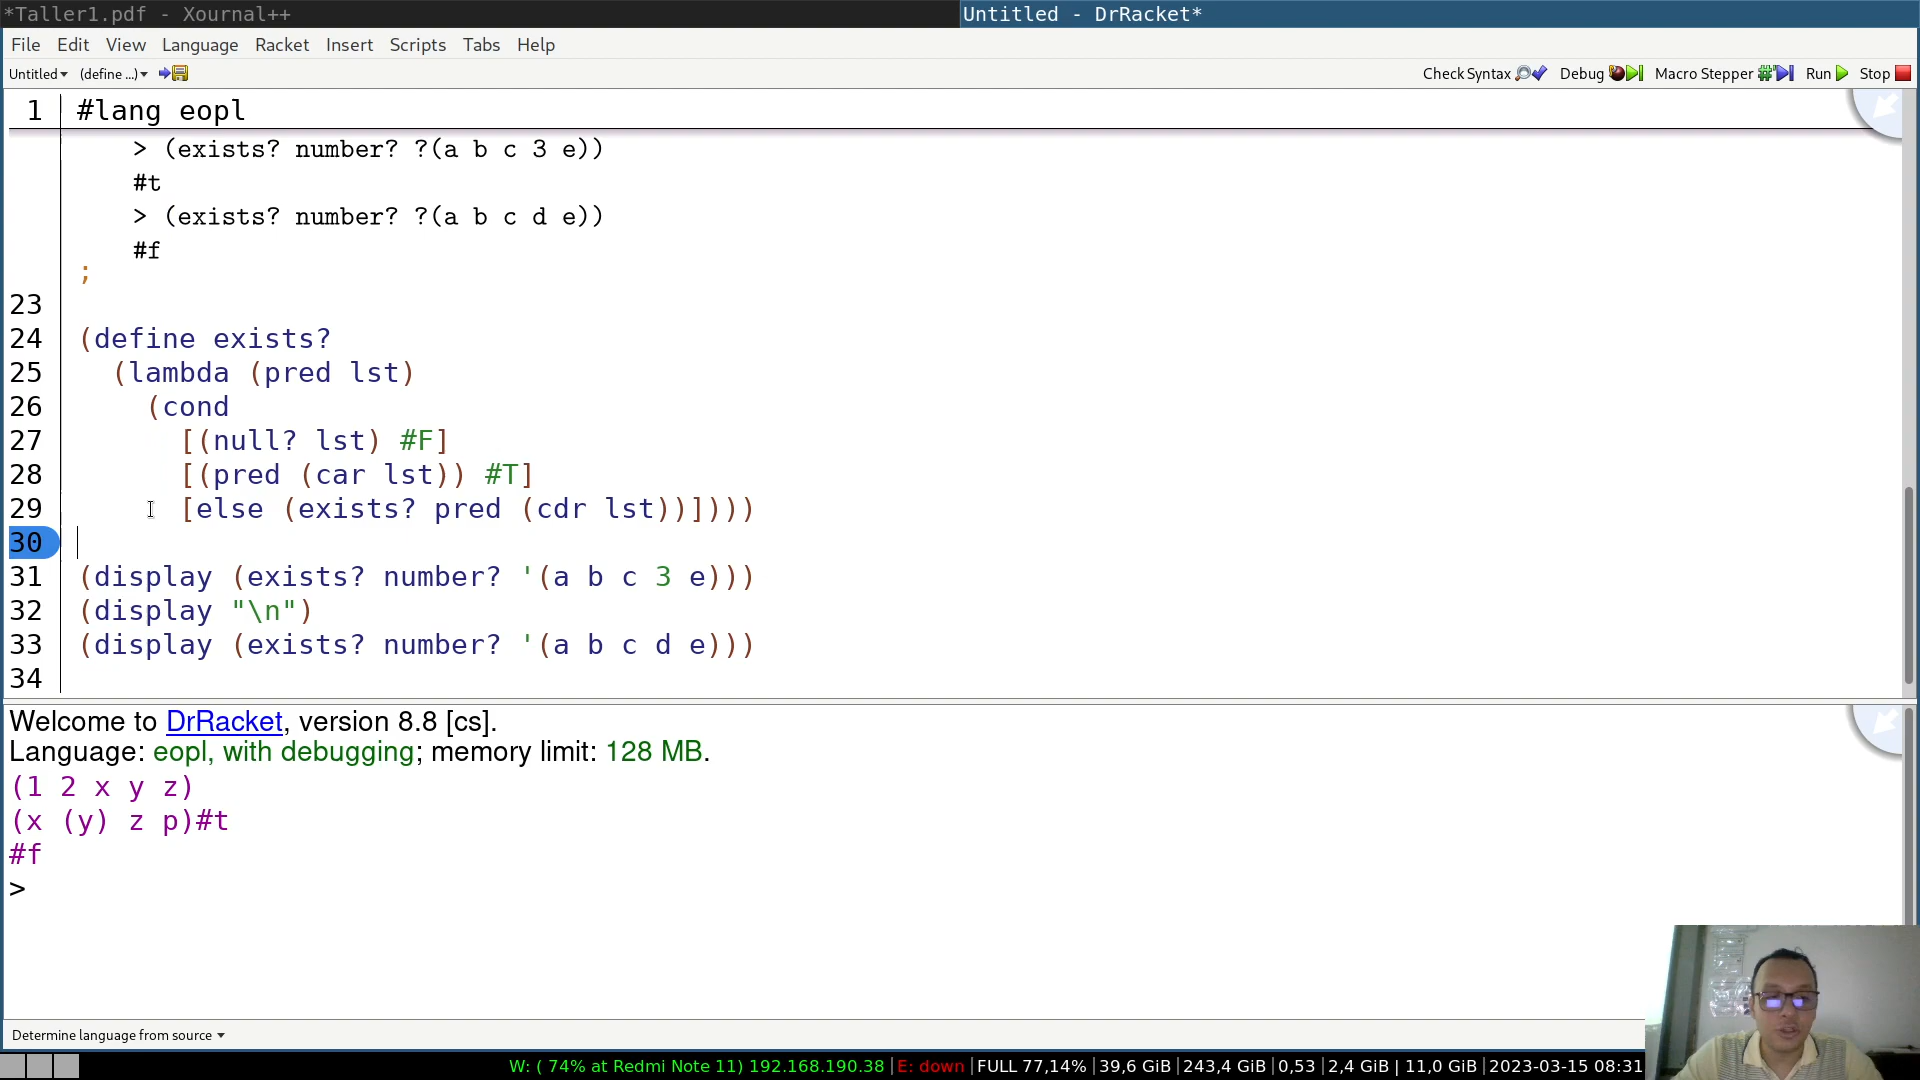 *Taller1.pdf - Xournal++
Untitled - DrRacket*
File Edit View Language Racket Insert Scripts Tabs Help
Untitled (define ...)
Check Syntax Debug Macro Stepper Run Stop
1 #lang eopl
> (exists? number? ?(a b c 3 e))
#t
> (exists? number? ?(a b c d e))
#f
;
23
24 (define exists?
25 (lambda (pred lst)
26 (cond
27 [(null? lst) #F]
28 [(pred (car lst)) #T]
29 [else (exists? pred (cdr lst))])))
30
31 (display (exists? number? '(a b c 3 e)))
32 (display "\n")
33 (display (exists? number? '(a b c d e)))
34
Welcome to DrRacket, version 8.8 [cs].
Language: eopl, with debugging; memory limit: 128 MB.
(1 2 x y z)
(x (y) z p)#t
#f
>
Determine language from source
W: ( 74% at Redmi Note 11) 192.168.190.38 |E: down |FULL 77,14% |39,6 GiB |243,4 GiB |0,53 |2,4 GiB | 11,0 GiB |2023-03-15 08:31